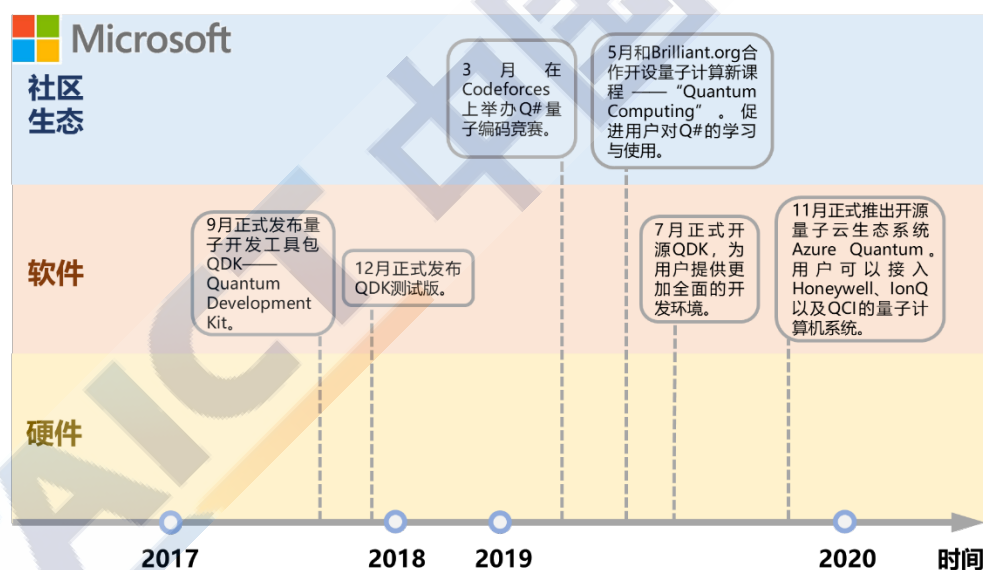 Microsoft
社区
生态
3月在
Codeforces
上举办Q#量
子编码竞赛。
5月和Brilliant.org合
作开设量子计算新课
程——“Quantum
Computing”。促
进用户对Q#的学习
与使用。
软件
9月正式发布量
子开发工具包
QDK——
Quantum
Development
Kit。
12月正式发布
QDK测试版。
7月正式开
源QDK，为
用户提供更
加全面的开
发环境。
11月正式推出开源
量子云生态系统
Azure Quantum。
用户可以接入
Honeywell、IonQ
以及QCI的量子计
算机系统。
硬件
2017
2018
2019
2020
时间
AICT 中国